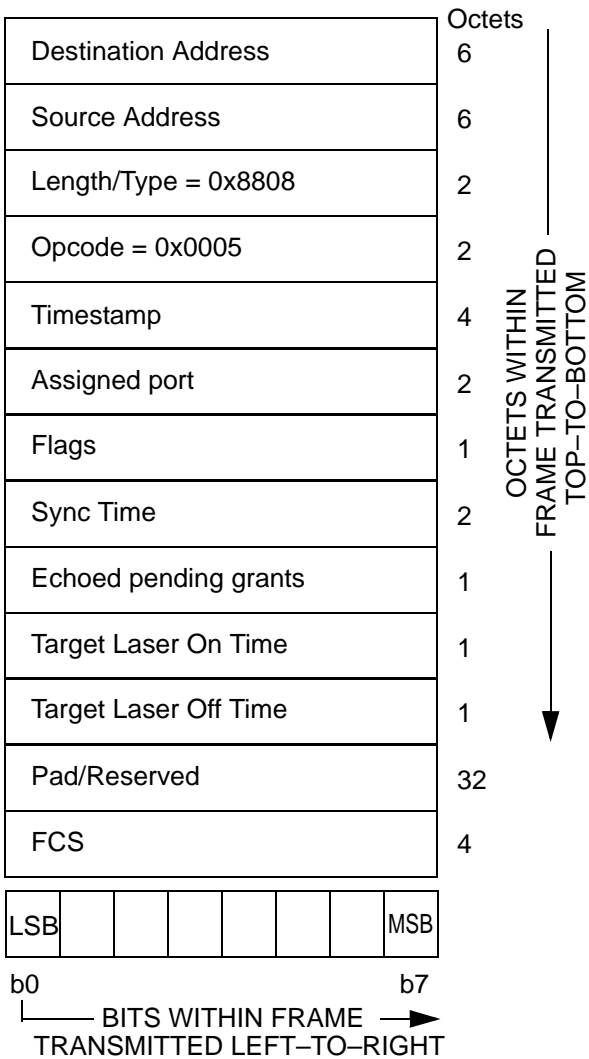 Octets
Destination Address 6
Source Address 6
Length/Type = 0x8808 2
Opcode = 0x0005 2
Timestamp 4
Assigned port 2
Flags 1
Sync Time 2
Echoed pending grants 1
Target Laser On Time 1
Target Laser Off Time 1
Pad/Reserved 32
FCS 4
OCTETS WITHIN
FRAME TRANSMITTED
TOP–TO–BOTTOM
LSB MSB
b0 b7
BITS WITHIN FRAME
TRANSMITTED LEFT–TO–RIGHT